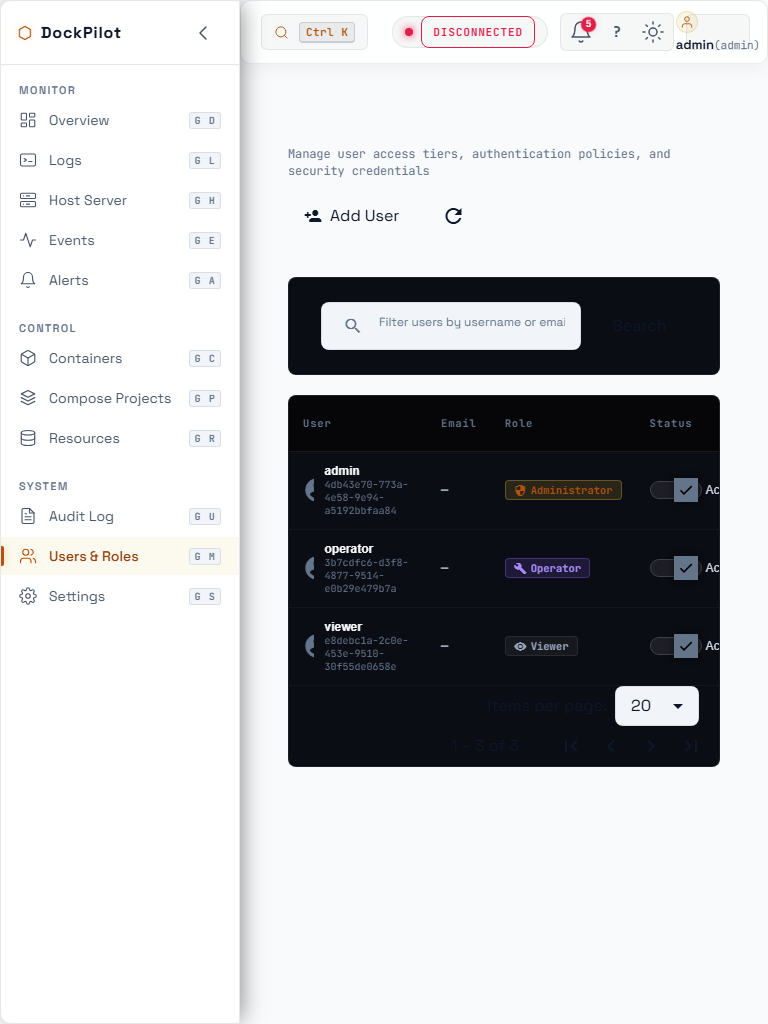 DockPilot
Ctrl K
DISCONNECTED
5
?
admin(admin)
MONITOR
Overview G D
Logs G L
Host Server G H
Events G E
Alerts G A
CONTROL
Containers G C
Compose Projects G P
Resources G R
SYSTEM
Audit Log G U
Users & Roles G M
Settings G S
Manage user access tiers, authentication policies, and
security credentials
Add User
Filter users by username or emai
Search
User Email Role Status
admin
4db43e70-773a-
4e58-9e94-
a5192bbfaa84
— Administrator Ac
operator
3b7cdfc6-d3f8-
4877-9514-
e0b29e479b7a
— Operator Ac
viewer
e8debc1a-2c0e-
453e-9510-
30f55de0658e
— Viewer Ac
Items per page: 20
1 – 3 of 3